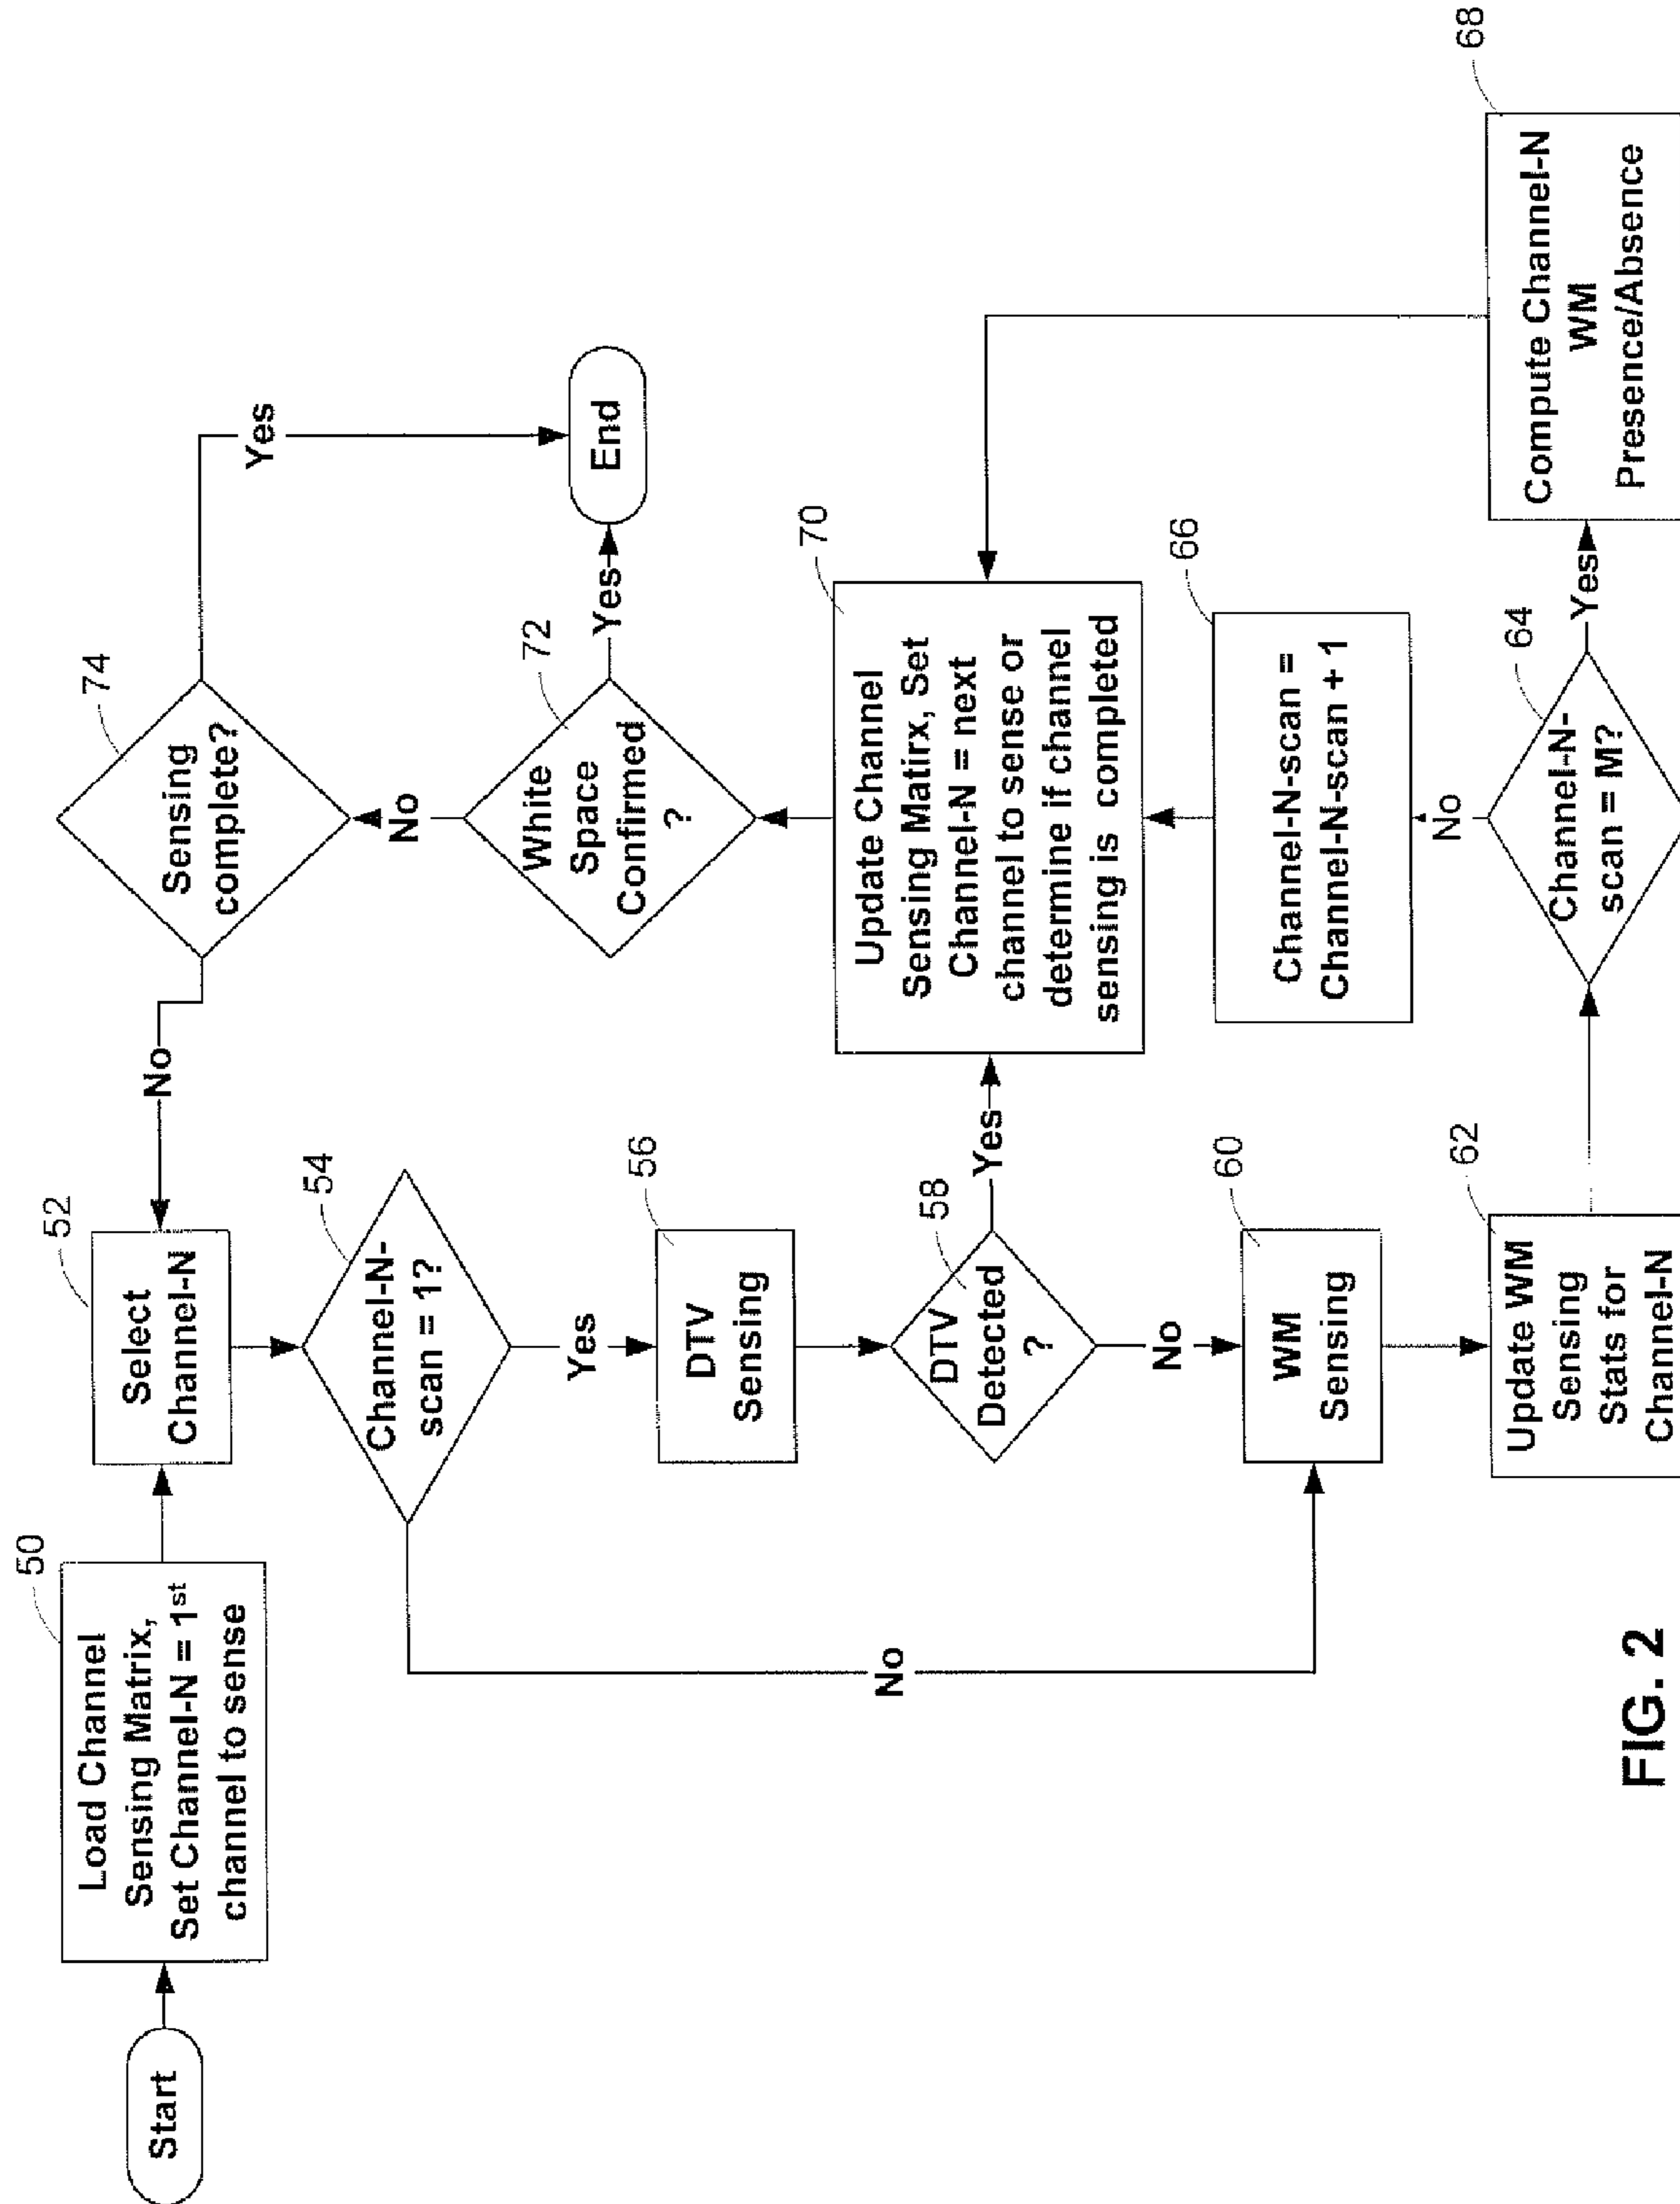 Start
50
Load Channel
Sensing Matrix,
Set Channel-N = 1st
channel to sense
52
Select
Channel-N
No
74
Sensing
complete?
Yes
54
Channel-N-
scan = 1?
Yes
No
56
DTV
Sensing
58
DTV
Detected
?
Yes
No
60
WM
Sensing
62
Update WM
Sensing
Stats for
Channel-N
64
Channel-N-
scan = M?
No
Yes
66
Channel-N-scan =
Channel-N-scan + 1
68
Compute Channel-N
WM
Presence/Absence
70
Update Channel
Sensing Matirx, Set
Channel-N = next
channel to sense or
determine if channel
sensing is completed
72
White
Space
Confirmed
?
No
Yes
End
FIG. 2